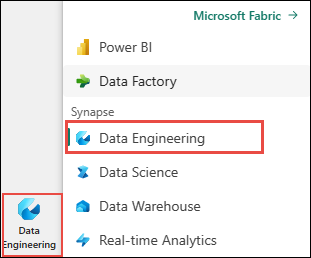 Microsoft Fabric →
Power BI
Data Factory
Synapse
Data Engineering
Data Science
Data Warehouse
Real-time Analytics
Data
Engineering